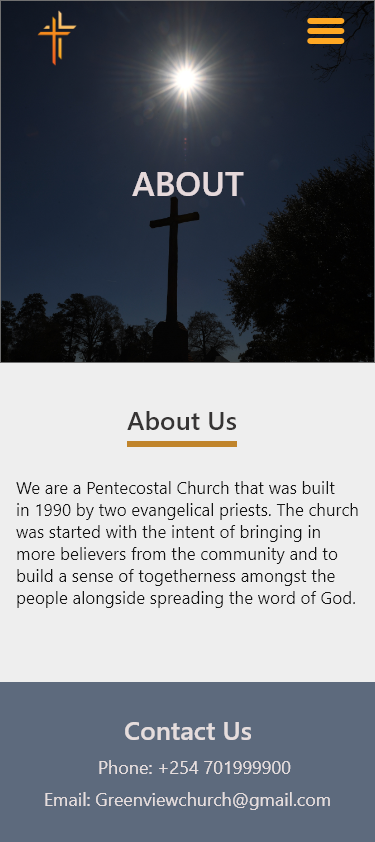 ABOUT
About Us
We are a Pentecostal Church that was built
in 1990 by two evangelical priests. The church
was started with the intent of bringing in
more believers from the community and to
build a sense of togetherness amongst the
people alongside spreading the word of God.
Contact Us
Phone: +254 701999900
Email: Greenviewchurch@gmail.com